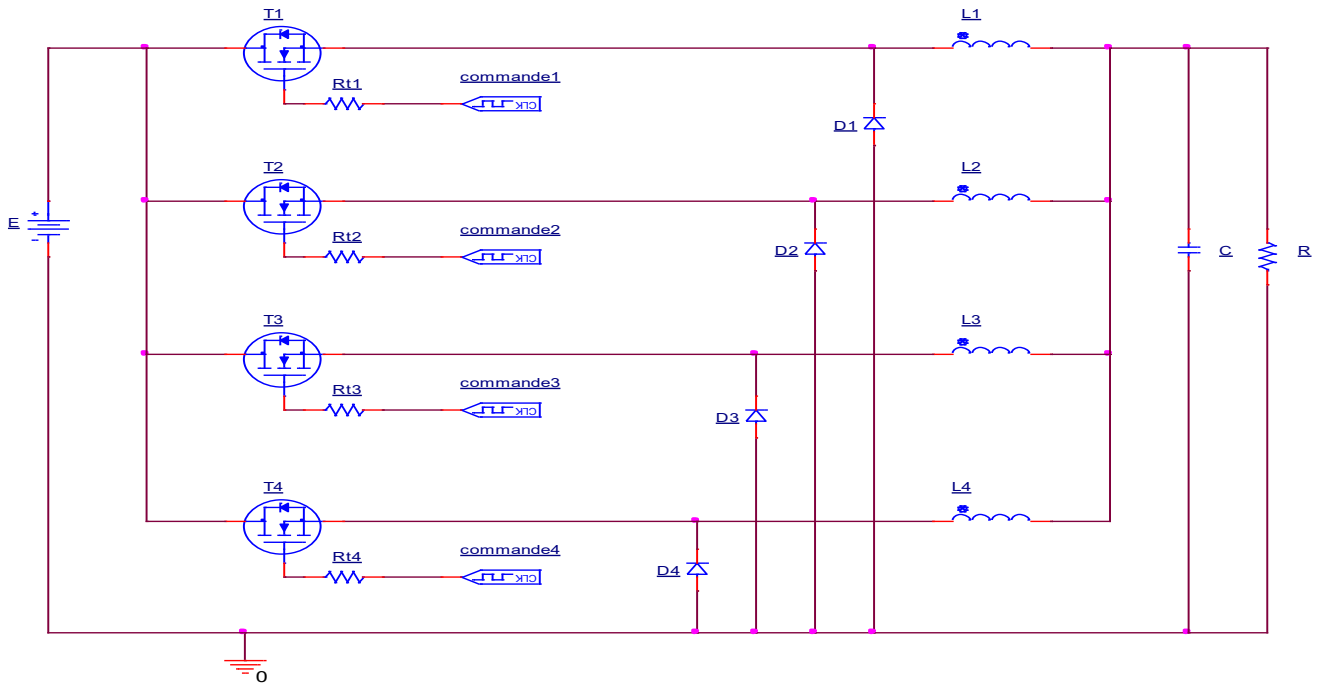 T1
L1
Rt1
commande1
CLK
D1
T2
L2
Rt2
commande2
CLK
E
D2
C
R
T3
L3
Rt3
commande3
CLK
D3
T4
L4
Rt4
commande4
CLK
D4
0